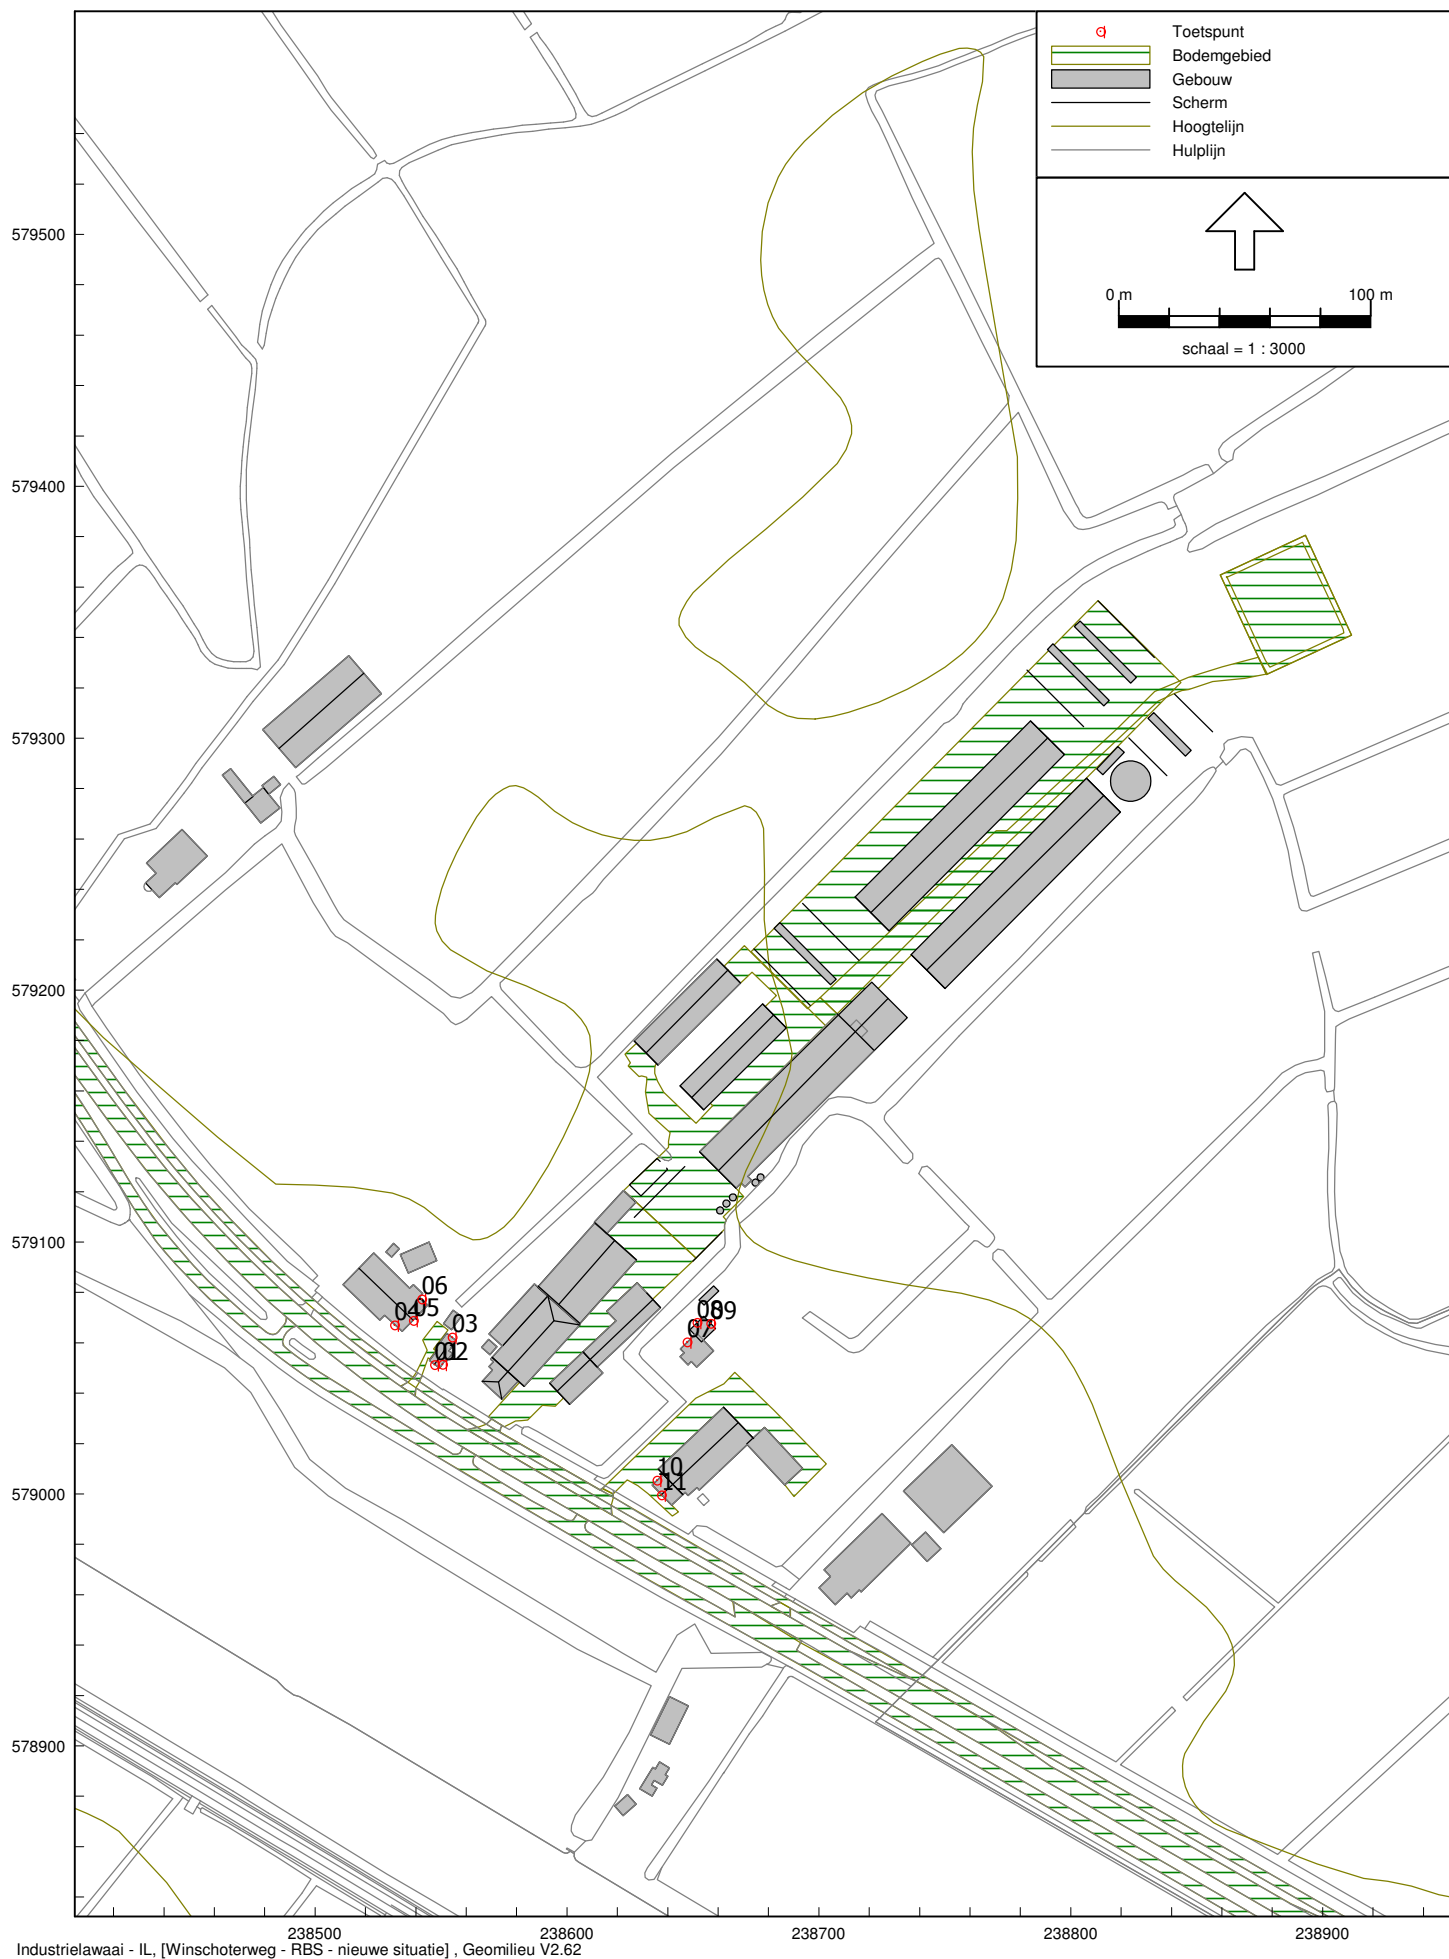 Toetspunt
Bodemgebied
Gebouw
Scherm
Hoogtelijn
Hulplijn
0 m 100 m
schaal = 1 : 3000
579500
579400
579300
579200
579100
579000
578900
06
05
04
03
02
01
08
09
07
10
11
238500 238600 238700 238800 238900
Industrielawaai - IL, [Winschoterweg - RBS - nieuwe situatie] , Geomilieu V2.62